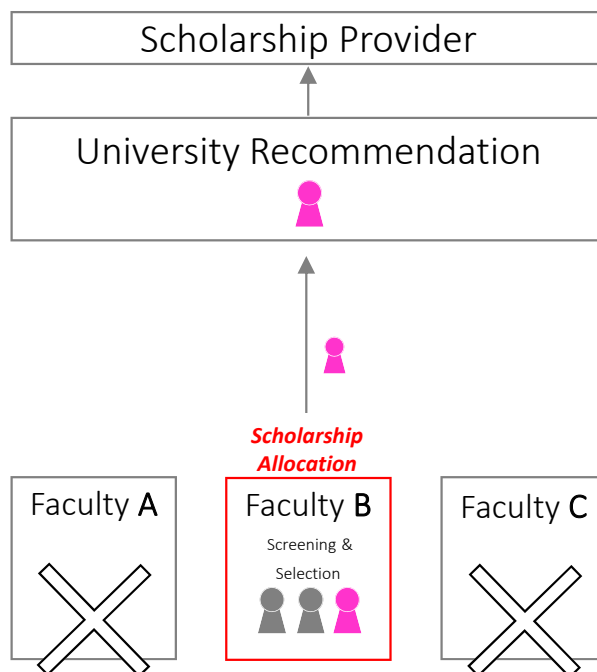 Scholarship Provider
University Recommendation
Scholarship
Allocation
Faculty A
Faculty B
Faculty C
Screening &
Selection